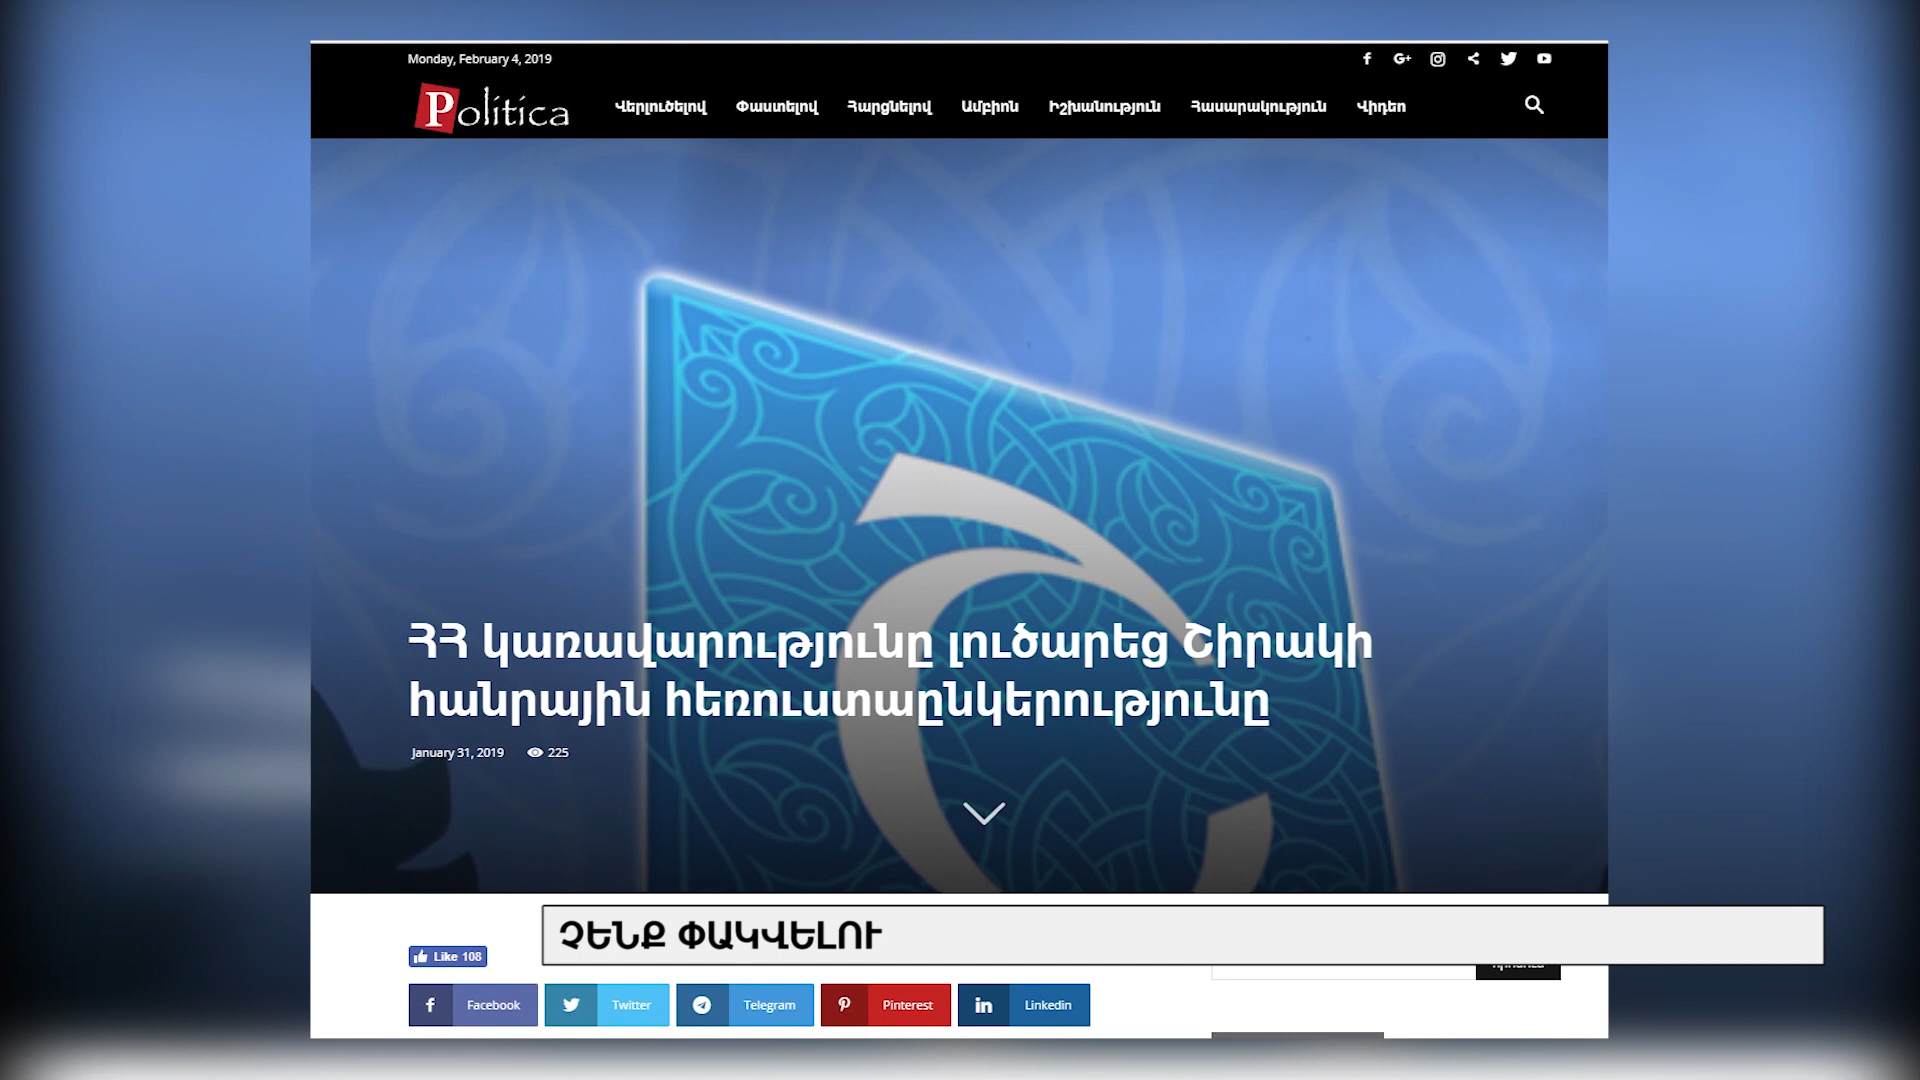 Monday, February 4, 2019
Politica
Վերլուծելով Փաստելով Հարցնելով Ամբիոն Իշխանություն Հասարակություն Վիդեո
ՀՀ կառավարությունը լուծարեց Շիրակի
հանրային հեռուստաընկերությունը
January 31, 2019 225
ՉԵՆՔ ՓԱԿՎԵԼՈՒ
Like 108
Facebook Twitter Telegram Pinterest Linkedin